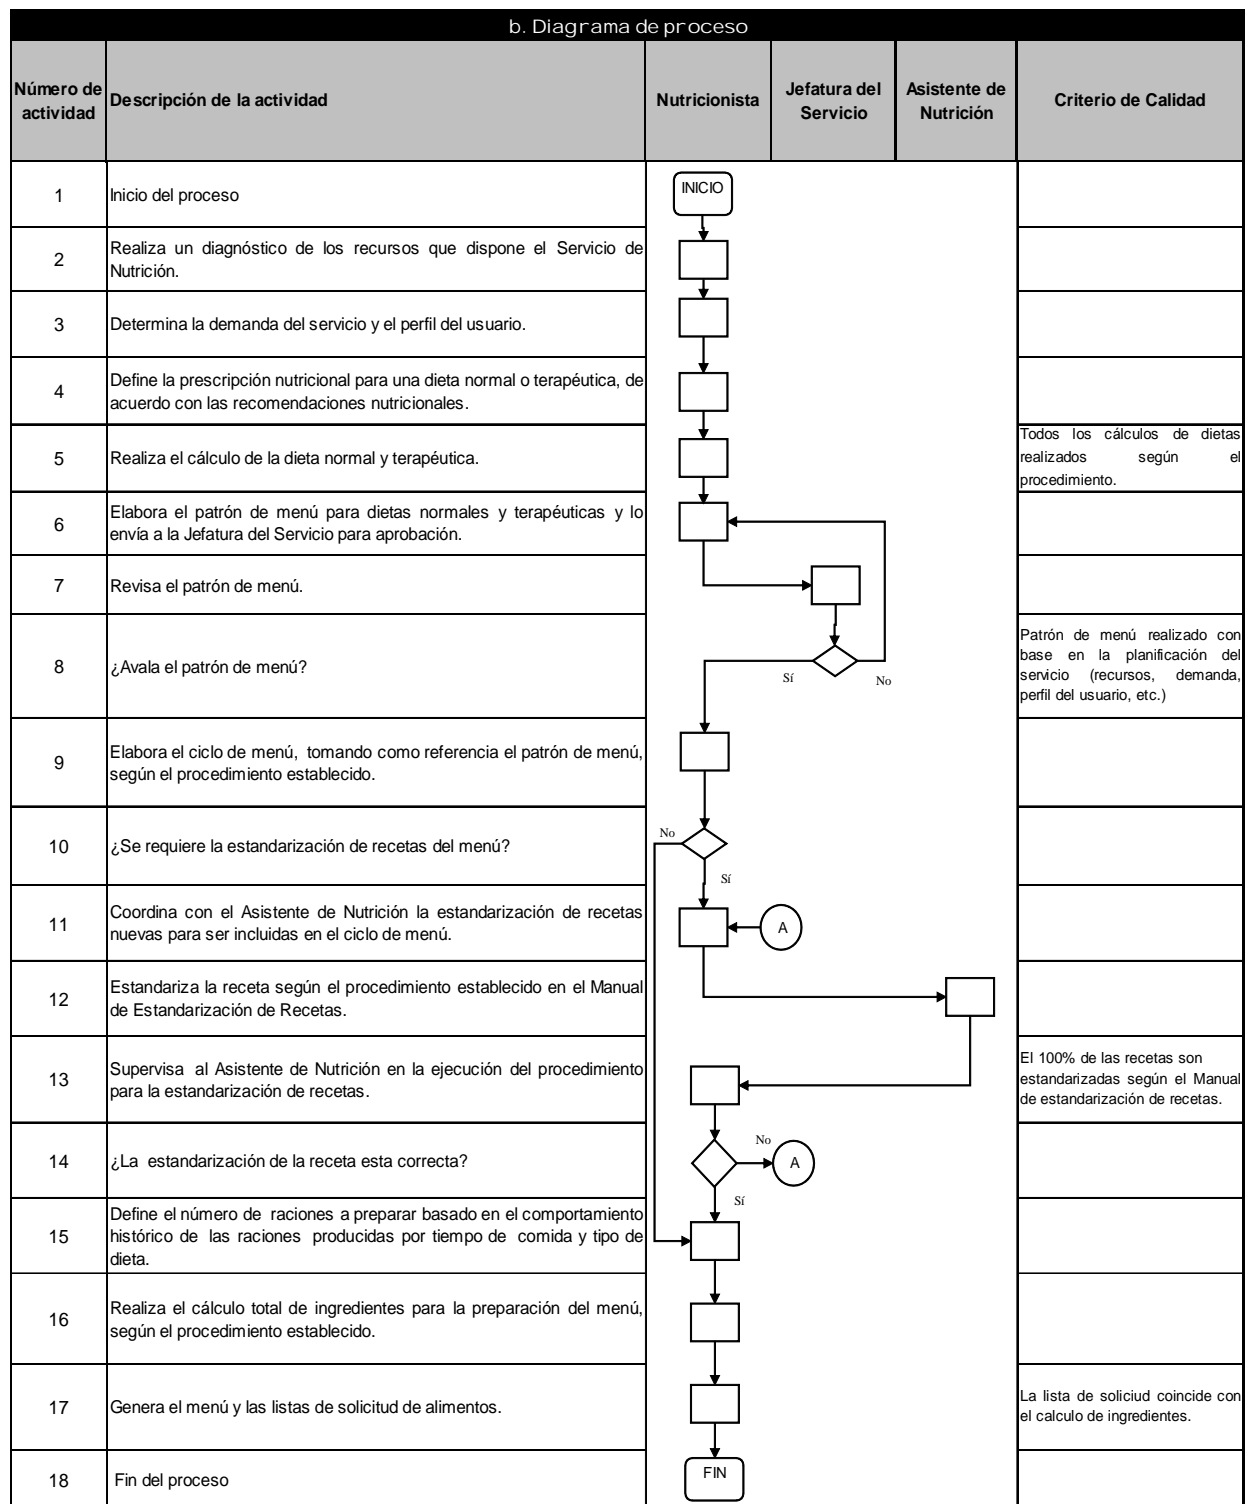 b. Diagrama de proceso
Número de
actividad
Descripción de la actividad
Nutricionista
Jefatura del
Servicio
Asistente de
Nutrición
Criterio de Calidad
1
Inicio del proceso
INICIO
2
Realiza un diagnóstico de los recursos que dispone el Servicio de
Nutrición.
3
Determina la demanda del servicio y el perfil del usuario.
4
Define la prescripción nutricional para una dieta normal o terapéutica, de
acuerdo con las recomendaciones nutricionales.
5
Realiza el cálculo de la dieta normal y terapéutica.
Todos los cálculos de dietas
realizados según el
procedimiento.
6
Elabora el patrón de menú para dietas normales y terapéuticas y lo
envía a la Jefatura del Servicio para aprobación.
7
Revisa el patrón de menú.
8
¿Avala el patrón de menú?
Sí
No
Patrón de menú realizado con
base en la planificación del
servicio (recursos, demanda,
perfil del usuario, etc.)
9
Elabora el ciclo de menú, tomando como referencia el patrón de menú,
según el procedimiento establecido.
10
¿Se requiere la estandarización de recetas del menú?
No
Sí
11
Coordina con el Asistente de Nutrición la estandarización de recetas
nuevas para ser incluidas en el ciclo de menú.
A
12
Estandariza la receta según el procedimiento establecido en el Manual
de Estandarización de Recetas.
13
Supervisa al Asistente de Nutrición en la ejecución del procedimiento
para la estandarización de recetas.
El 100% de las recetas son
estandarizadas según el Manual
de estandarización de recetas.
14
¿La estandarización de la receta esta correcta?
No
A
Sí
15
Define el número de raciones a preparar basado en el comportamiento
histórico de las raciones producidas por tiempo de comida y tipo de
dieta.
16
Realiza el cálculo total de ingredientes para la preparación del menú,
según el procedimiento establecido.
17
Genera el menú y las listas de solicitud de alimentos.
La lista de soliciud coincide con
el calculo de ingredientes.
18
Fin del proceso
FIN